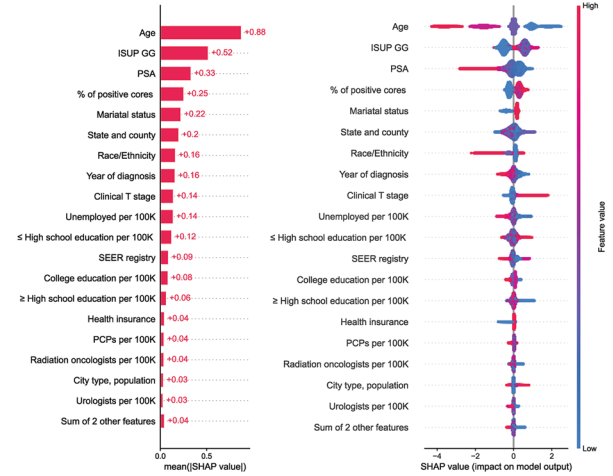 Age
+0.88
ISUP GG
+0.52
PSA
+0.33
% of positive cores
+0.25
Mariatal status
+0.22
State and county
+0.2
Race/Ethnicity
+0.16
Year of diagnosis
+0.16
Clinical T stage
+0.14
Unemployed per 100K
+0.14
≤ High school education per 100K
+0.12
SEER registry
+0.09
College education per 100K
+0.08
≥ High school education per 100K
+0.06
Health insurance
+0.04
PCPs per 100K
+0.04
Radiation oncologists per 100K
+0.04
City type, population
+0.03
Urologists per 100K
+0.03
Sum of 2 other features
+0.04
0.0
0.5
mean(|SHAP value|)
Age
ISUP GG
PSA
% of positive cores
Mariatal status
State and county
Race/Ethnicity
Year of diagnosis
Clinical T stage
Unemployed per 100K
≤ High school education per 100K
SEER registry
College education per 100K
≥ High school education per 100K
Health insurance
PCPs per 100K
Radiation oncologists per 100K
City type, population
Urologists per 100K
Sum of 2 other features
−4
−2
0
2
SHAP value (impact on model output)
High
Feature value
Low